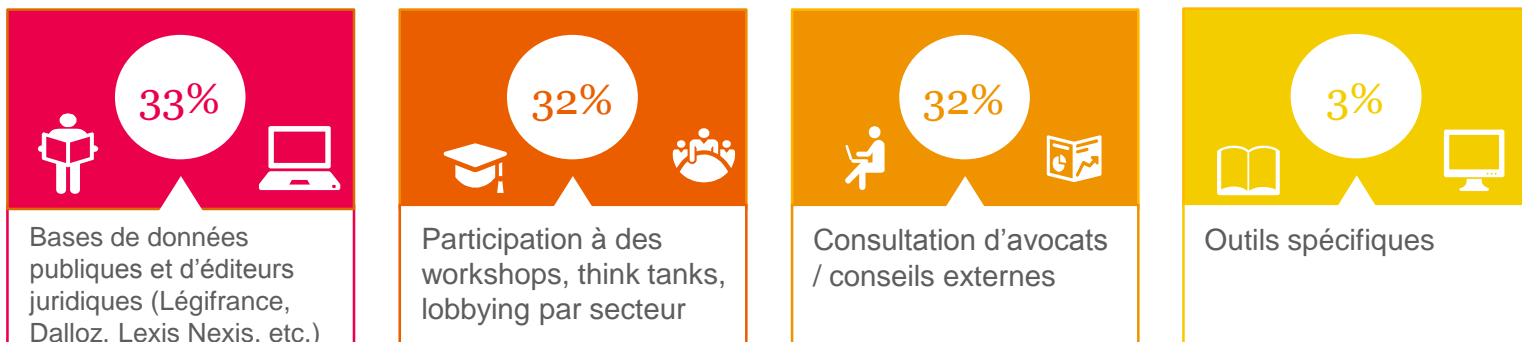 33%
Bases de données
publiques et d'éditeurs
juridiques (Légifrance,
Dalloz, Lexis Nexis, etc.)
32%
Participation à des
workshops, think tanks,
lobbying par secteur
32%
Consultation d'avocats
/ conseils externes
3%
Outils spécifiques